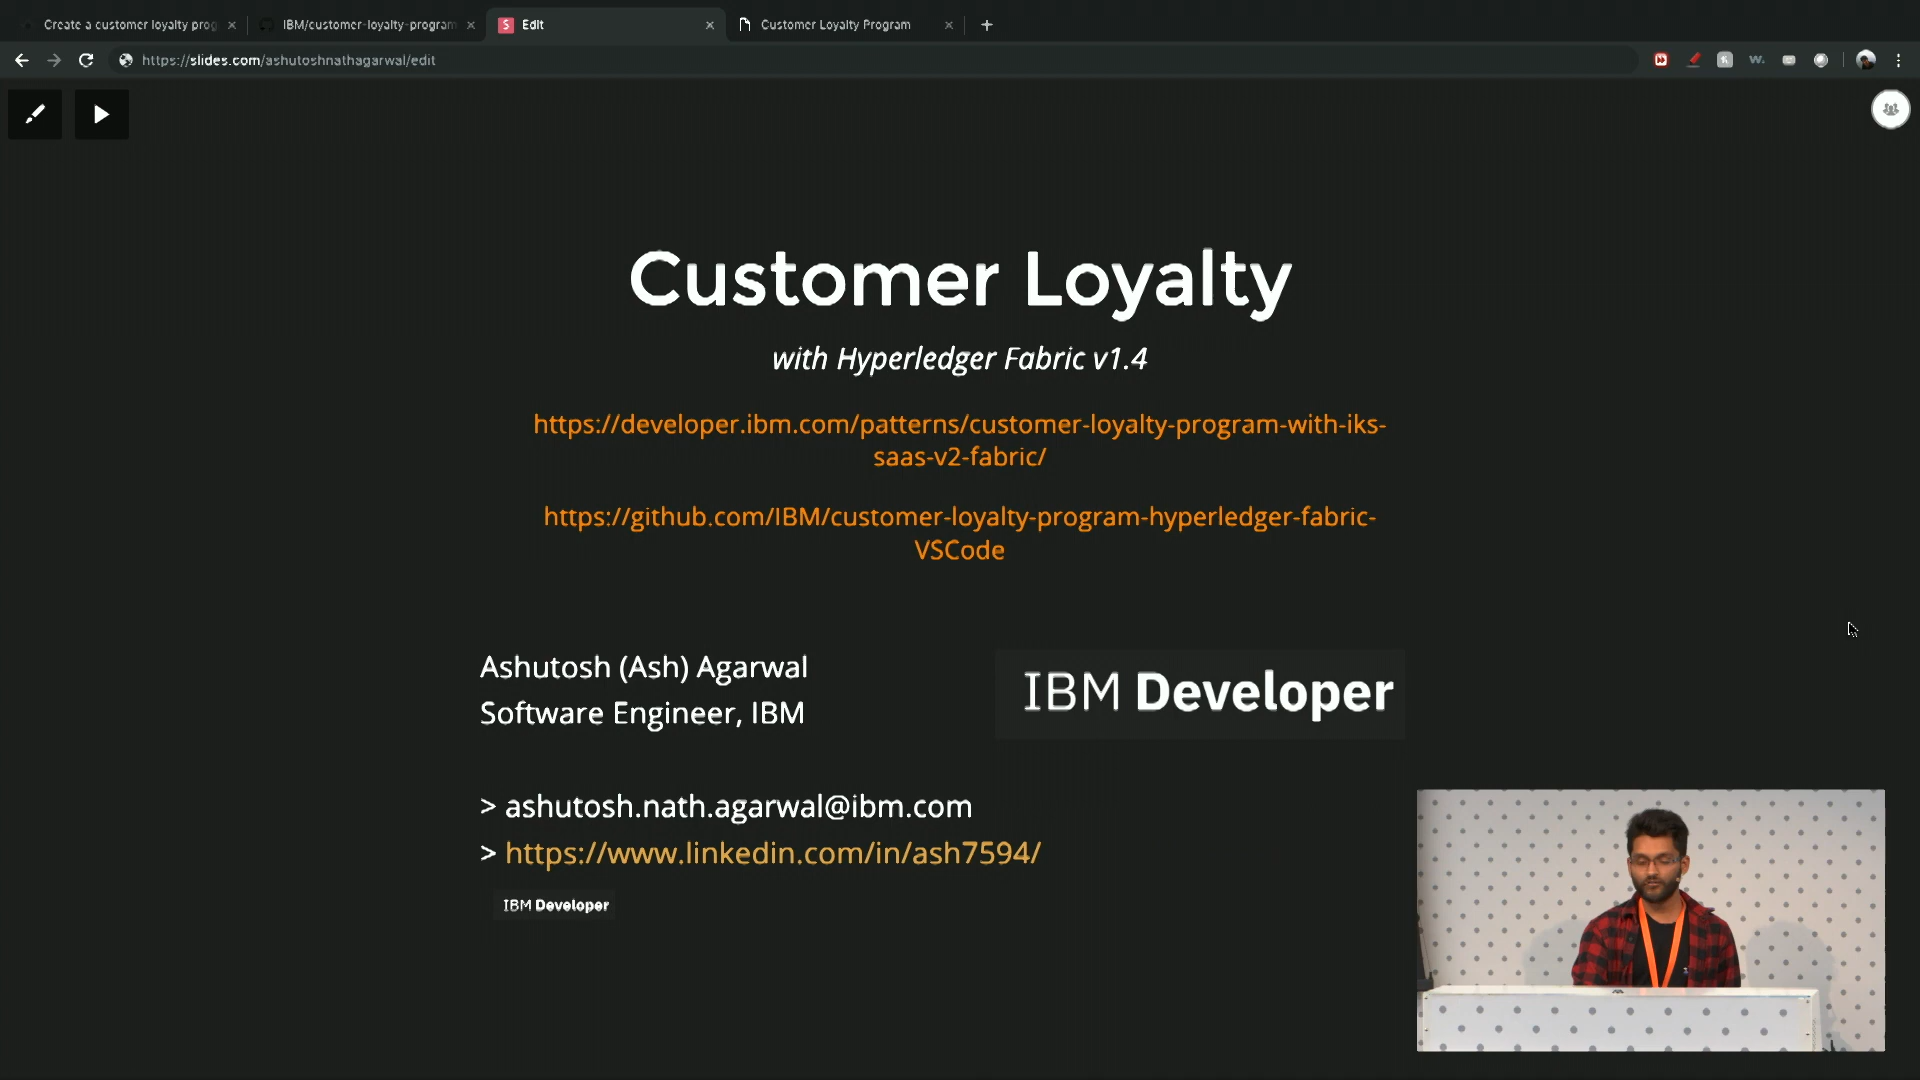 Create a customer loyalty prog
IBM/customer-loyalty-program
S Edit
Customer Loyalty Program
https://slides.com/ashutoshnathagarwal/edit
w.
Customer Loyalty
with Hyperledger Fabric v1.4
https://developer.ibm.com/patterns/customer-loyalty-program-with-iks-
saas-v2-fabric/
https://github.com/IBM/customer-loyalty-program-hyperledger-fabric-
VSCode
Ashutosh (Ash) Agarwal
Software Engineer, IBM
IBM Developer
> ashutosh.nath.agarwal@ibm.com
> https://www.linkedin.com/in/ash7594/
IBM Developer